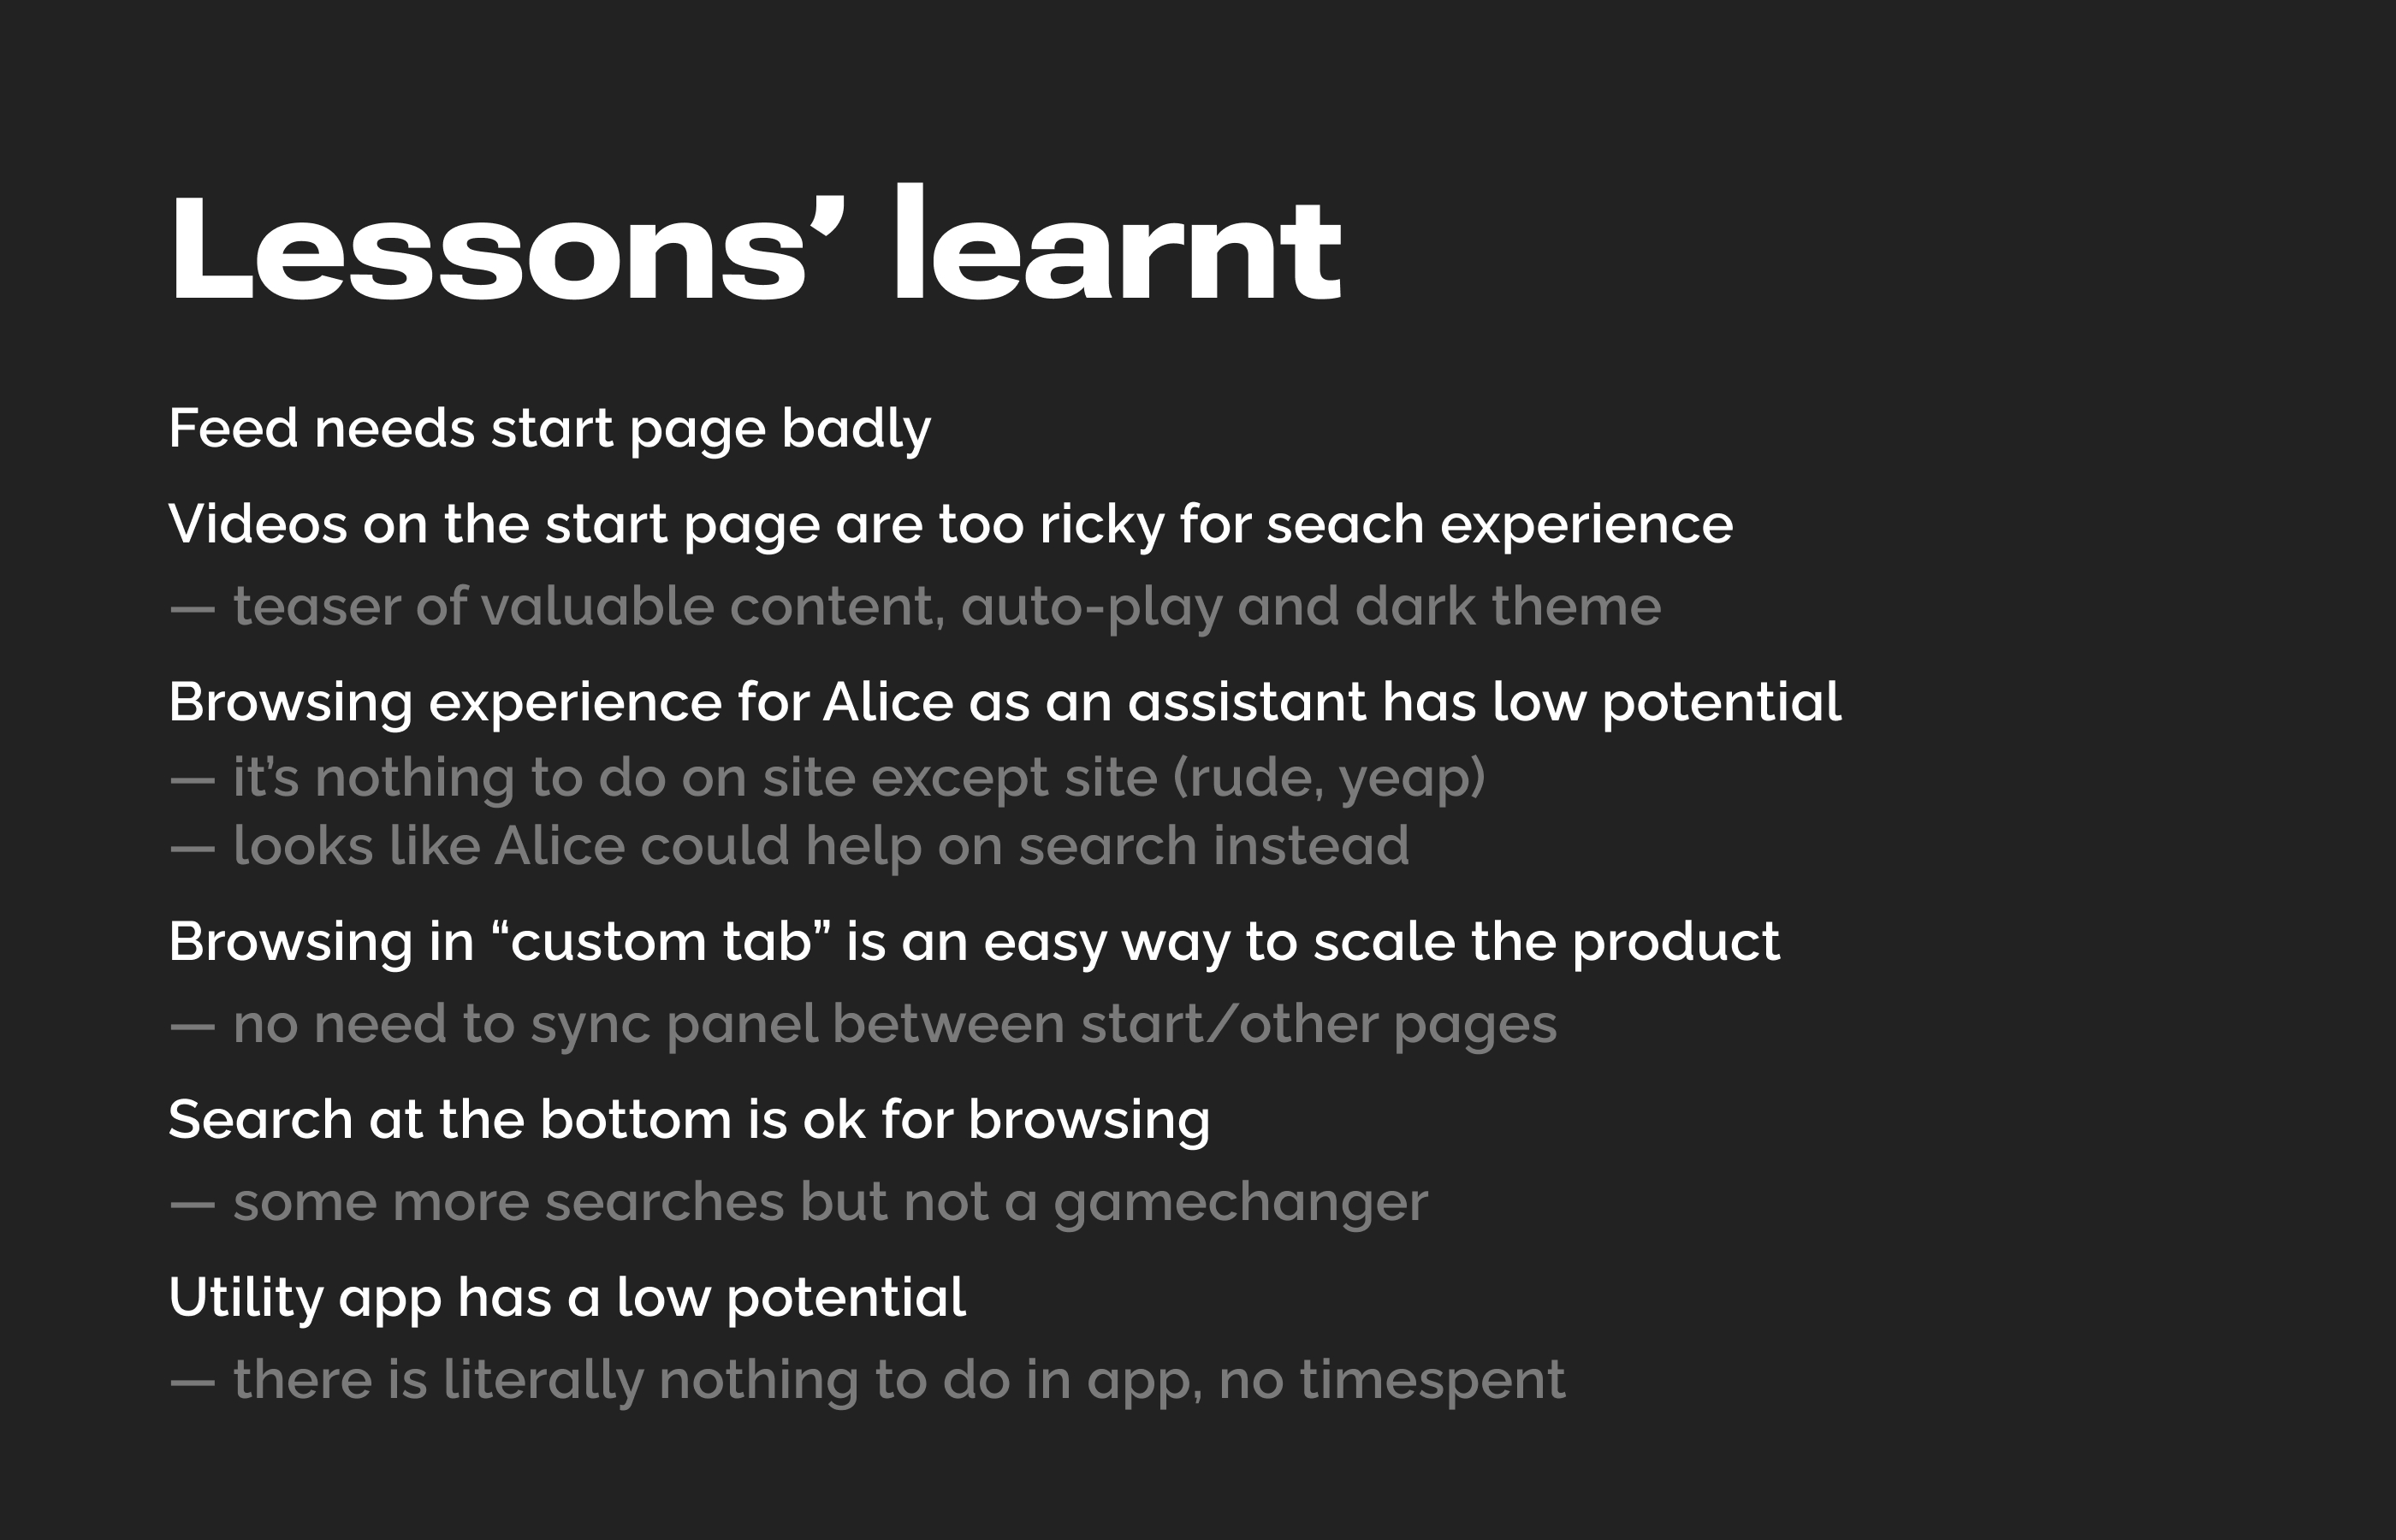 Lessons’ learnt
Feed needs start page badly
Videos on the start page are too ricky for seach experience
— teaser of valuable content, auto-play and dark theme
Browsing experience for Alice as an assistant has low potential
— it’s nothing to do on site except site (rude, yeap)
— looks like Alice could help on search instead
Browsing in “custom tab” is an easy way to scale the product
— no need to sync panel between start/other pages
Search at the bottom is ok for browsing
— some more searches but not a gamechanger
Utility app has a low potential
— there is literally nothing to do in app, no timespent